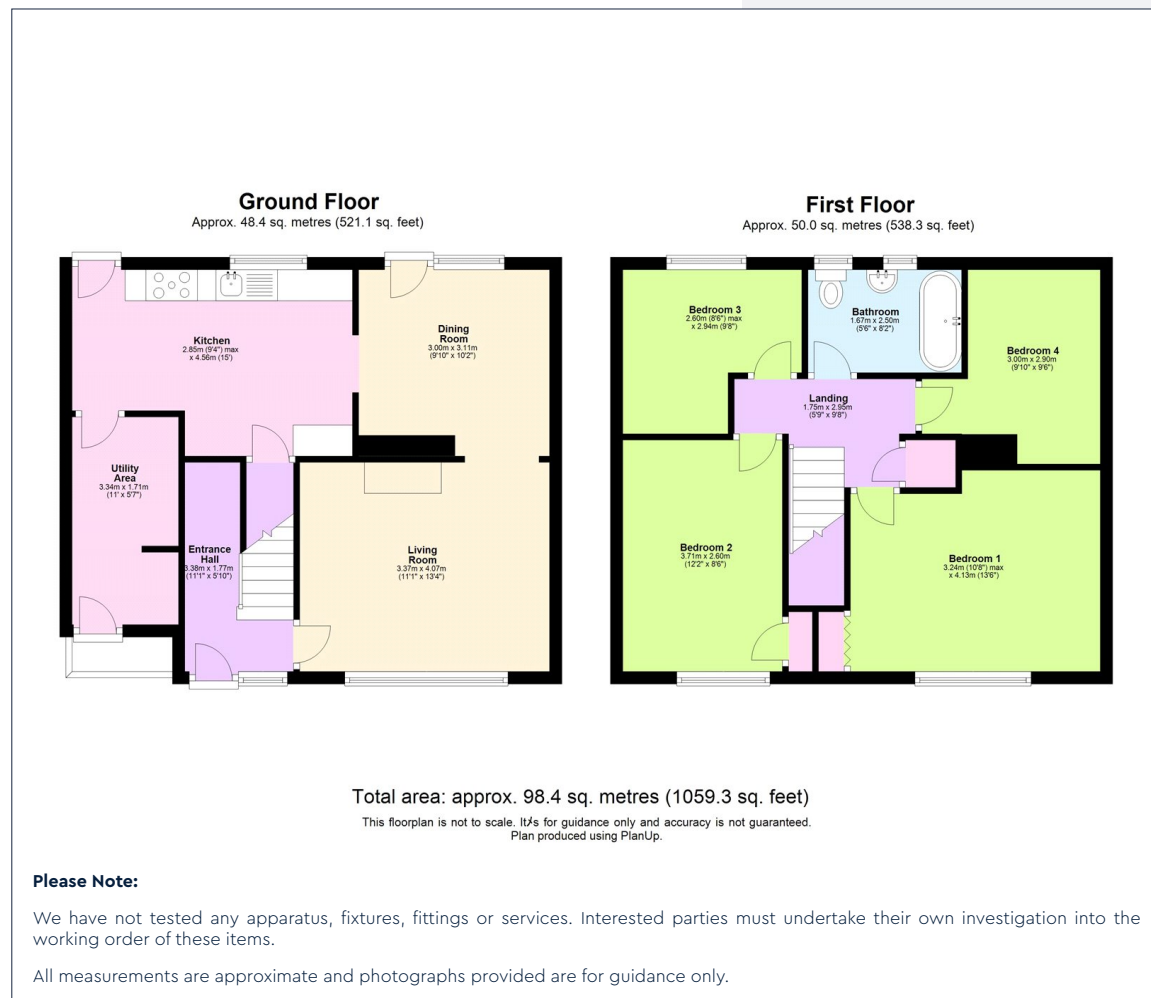 Ground Floor
Approx. 48.4 sq. metres (521.1 sq. feet)
Kitchen
2.85m (9'4") max
x 4.56m (15')
Dining
Room
3.00m x 3.11m
(9'10" x 10'2")
Utility
Area
3.34m x 1.71m
(11' x 5'7")
Entrance
Hall
3.38m x 1.77m
(11'1" x 5'10")
Living
Room
3.37m x 4.07m
(11'1" x 13'4")
First Floor
Approx. 50.0 sq. metres (538.3 sq. feet)
Bedroom 3
2.60m (8'6") max
x 2.94m (9'8")
Bathroom
1.67m x 2.50m
(5'6" x 8'2")
Bedroom 4
3.00m x 2.90m
(9'10" x 9'6")
Landing
1.75m x 2.95m
(5'9" x 9'8")
Bedroom 2
3.71m x 2.60m
(12'2" x 8'6")
Bedroom 1
3.24m (10'8") max
x 4.13m (13'6")
Total area: approx. 98.4 sq. metres (1059.3 sq. feet)
This floorplan is not to scale. It's for guidance only and accuracy is not guaranteed.
Plan produced using PlanUp.
Please Note:
We have not tested any apparatus, fixtures, fittings or services. Interested parties must undertake their own investigation into the
working order of these items.
All measurements are approximate and photographs provided are for guidance only.